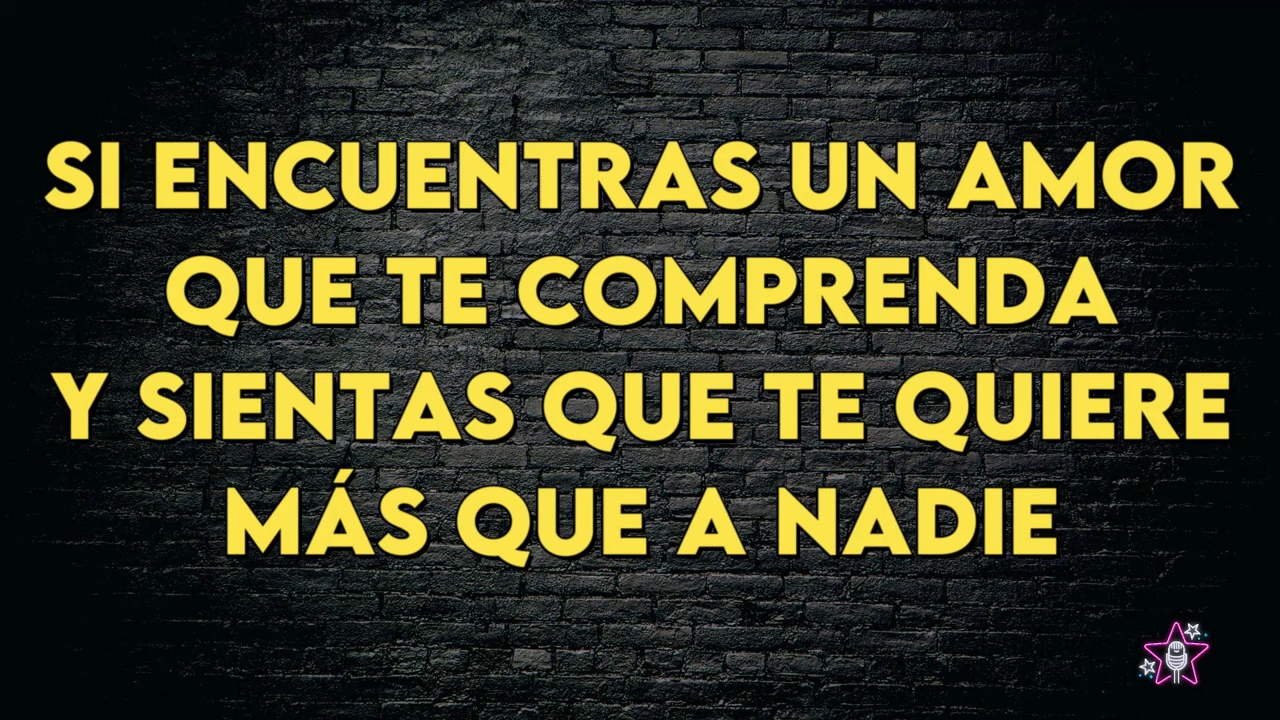 SI ENCUENTRAS UN AMOR
QUE TE COMPRENDA
Y SIENTAS QUE TE QUIERE
MÁS QUE A NADIE